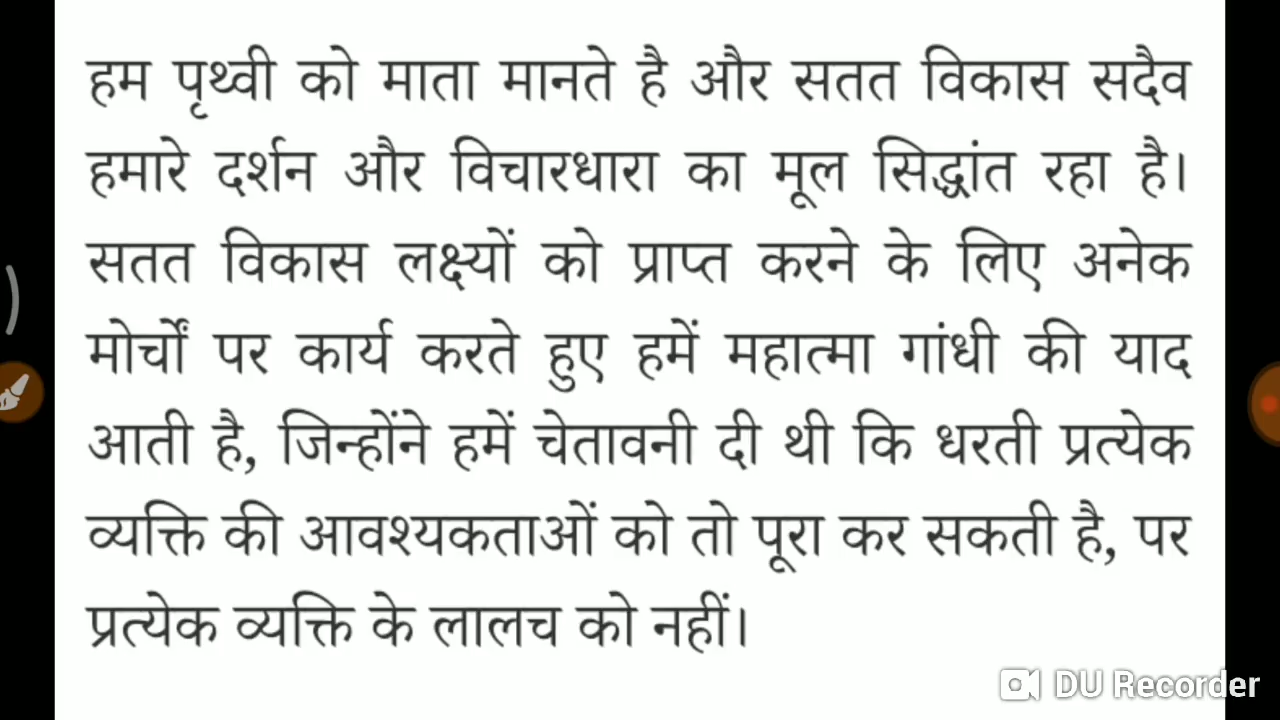 हम पृथ्वी को माता मानते है और सतत विकास सदैव
हमारे दर्शन और विचारधारा का मूल सिद्धांत रहा है।
सतत विकास लक्ष्यों को प्राप्त करने के लिए अनेक
मोर्चों पर कार्य करते हुए हमें महात्मा गांधी की याद
आती है, जिन्होंने हमें चेतावनी दी थी कि धरती प्रत्येक
व्यक्ति की आवश्यकताओं को तो पूरा कर सकती है, पर
प्रत्येक व्यक्ति के लालच को नहीं।
DU Recorder